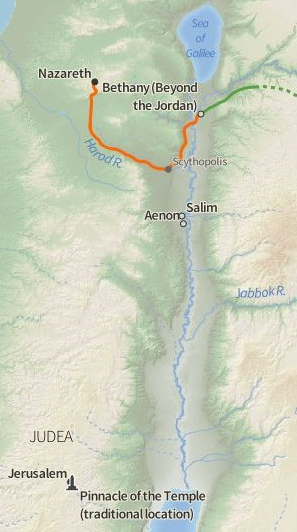 Sea
of
Galilee
Nazareth
Bethany (Beyond
the Jordan)
Harod R.
Scythopolis
Salim
Aenon
Jabbok R.
JUDEA
Jerusalem
Pinnacle of the Temple
(traditional location)